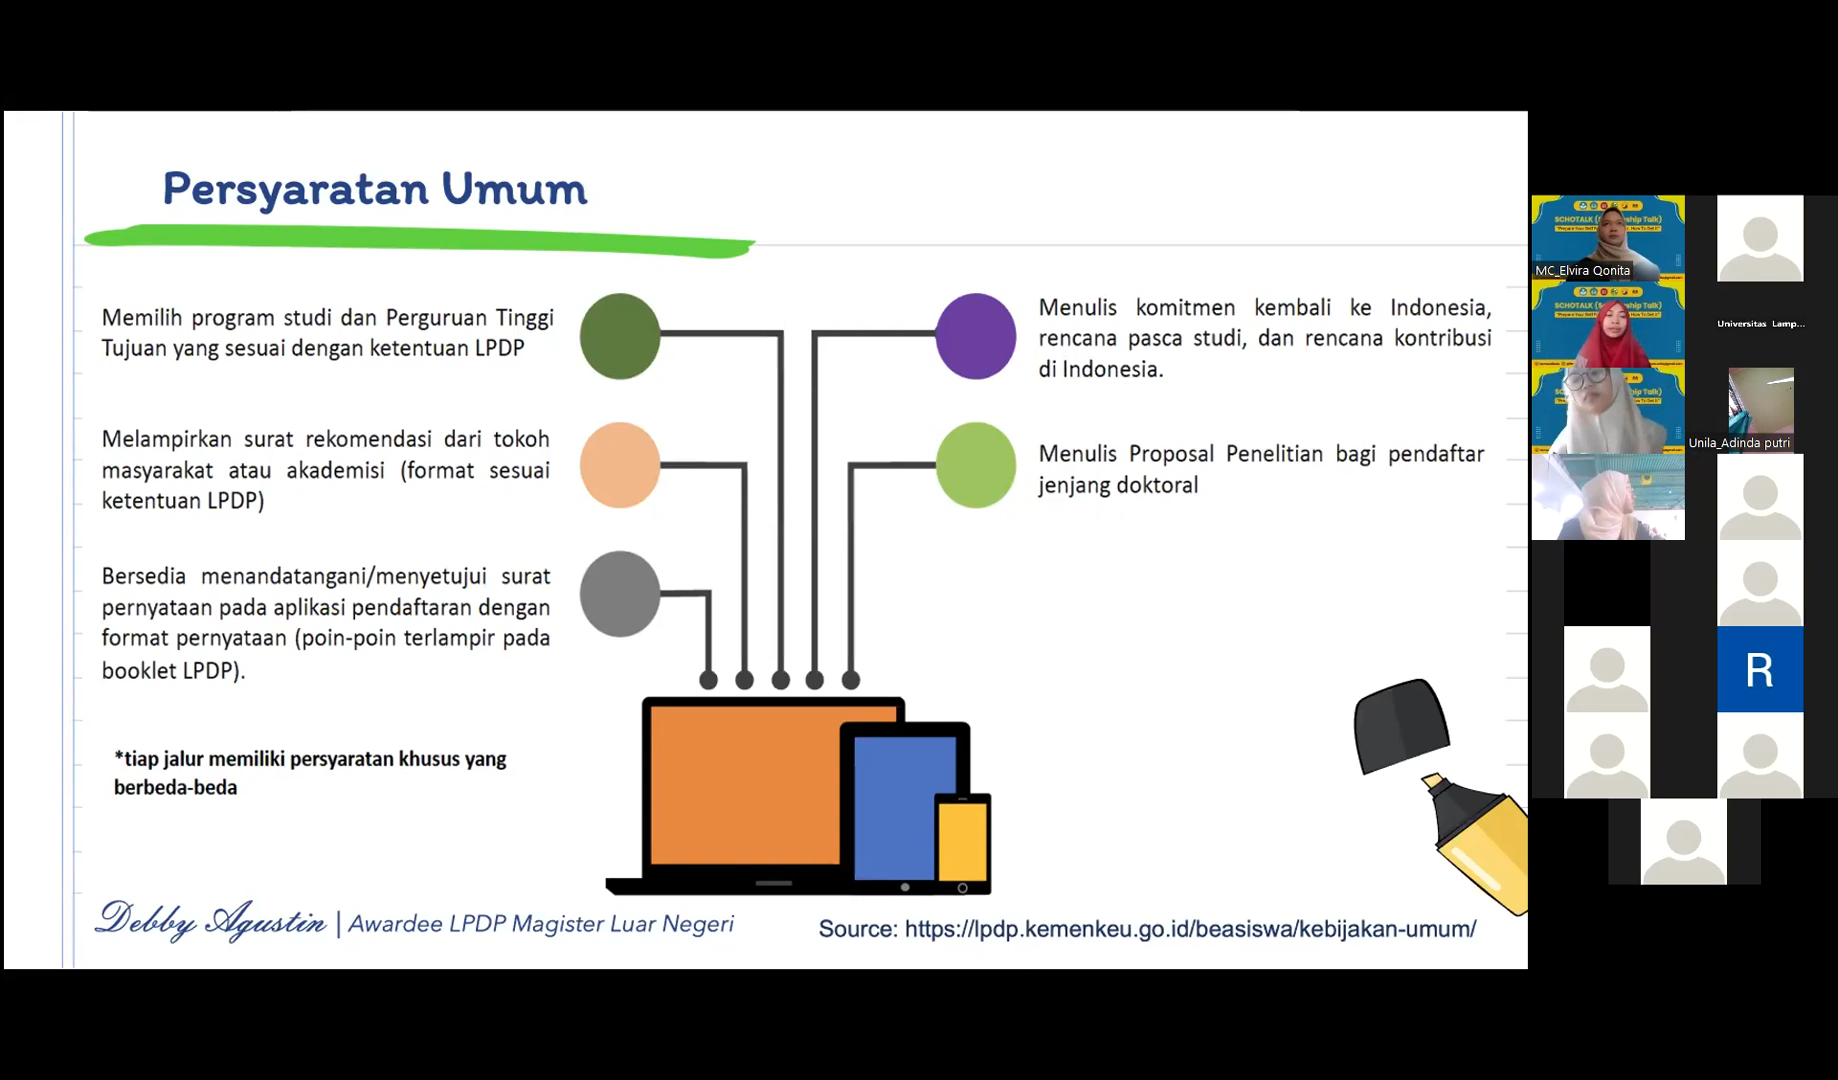 Persyaratan Umum
Memilih program studi dan Perguruan Tinggi
Tujuan yang sesuai dengan ketentuan LPDP
Melampirkan surat rekomendasi dari tokoh
masyarakat atau akademisi (format sesuai
ketentuan LPDP)
Bersedia menandatangani/menyetujui surat
pernyataan pada aplikasi pendaftaran dengan
format pernyataan (poin-poin terlampir pada
booklet LPDP).
*tiap jalur memiliki persyaratan khusus yang
berbeda-beda
Menulis komitmen kembali ke Indonesia,
rencana pasca studi, dan rencana kontribusi
di Indonesia.
Menulis Proposal Penelitian bagi pendaftar
jenjang doktoral
Debby Agustin | Awardee LPDP Magister Luar Negeri
Source: https://lpdp.kemenkeu.go.id/beasiswa/kebijakan-umum/
MC_Elvira Qonita
Universitas Lamp...
Unila_Adinda putri
R